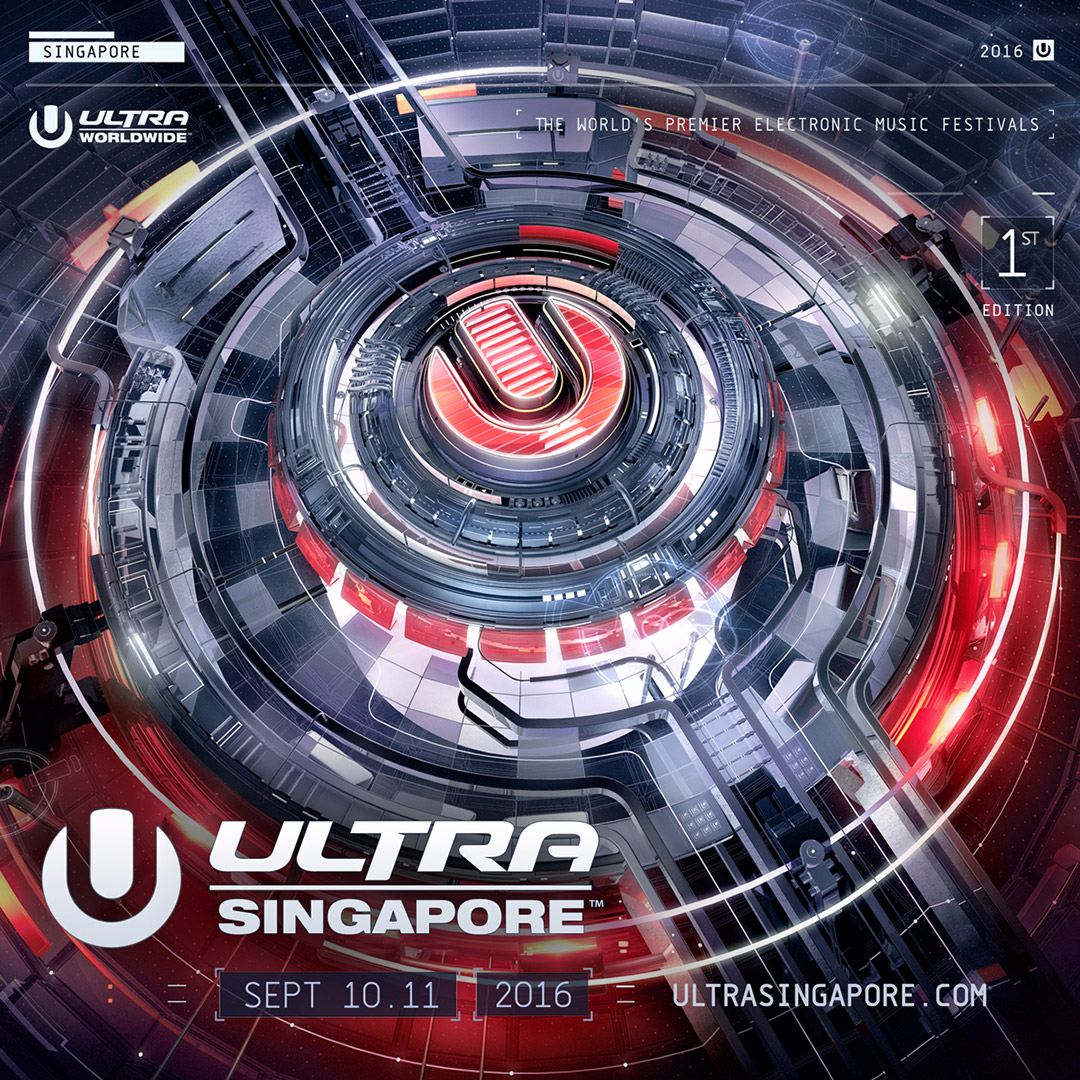 SINGAPORE
2016
ULTRA
WORLDWIDE
THE WORLD'S PREMIER ELECTRONIC MUSIC FESTIVALS
1ST
EDITION
ULTRA
SINGAPORE™
SEPT 10.11 2016 ULTRASINGAPORE.COM